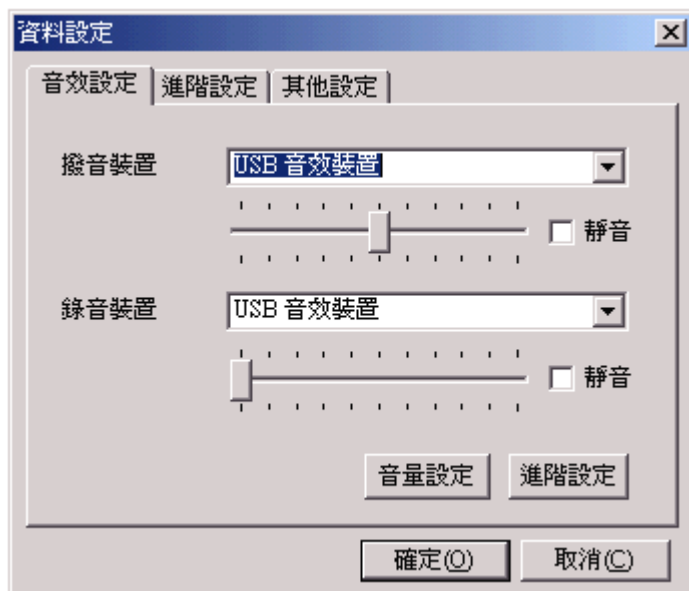 資料設定
音效設定 進階設定 其他設定
撥音裝置 USB 音效裝置
靜音
錄音裝置 USB 音效裝置
靜音
音量設定 進階設定
確定(O) 取消(C)